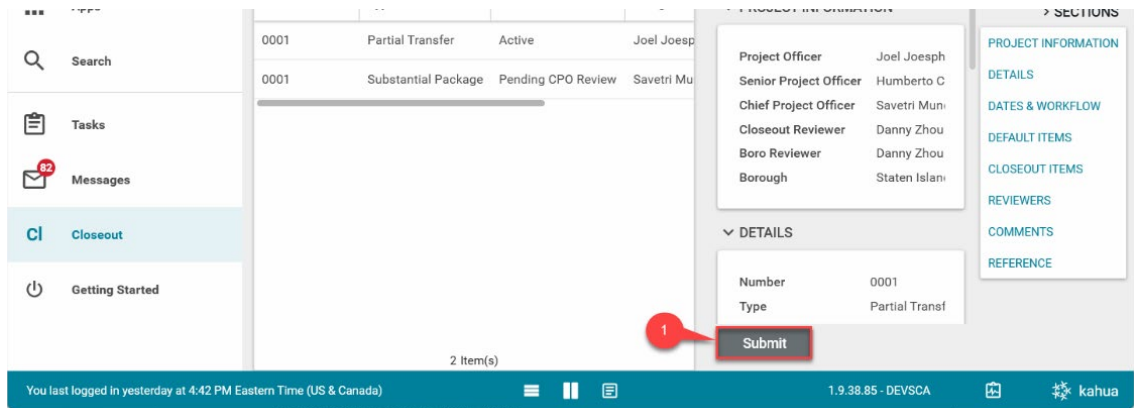 SECTIONS
0001 Partial Transfer Active Joel Joesp
0001 Substantial Package Pending CPO Review Savetri Mu
2 Item(s)
Search
Tasks
82
Messages
Cl Closeout
Getting Started
Project Officer Joel Joesph
Senior Project Officer Humberto C
Chief Project Officer Savetri Mun
Closeout Reviewer Danny Zhou
Boro Reviewer Danny Zhou
Borough Staten Islan
DETAILS
Number 0001
Type Partial Transf
1
Submit
PROJECT INFORMATION
DETAILS
DATES & WORKFLOW
DEFAULT ITEMS
CLOSEOUT ITEMS
REVIEWERS
COMMENTS
REFERENCE
You last logged in yesterday at 4:42 PM Eastern Time (US & Canada)
1.9.38.85 - DEVSCA
kahua